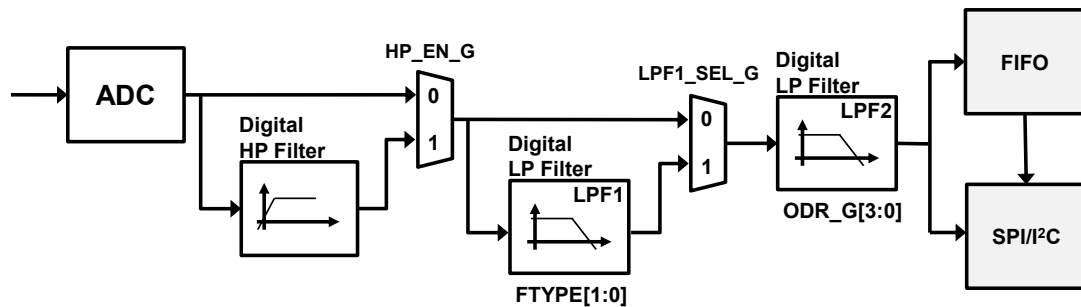 ADC
HP_EN_G
0
1
Digital
HP Filter
LPF1_SEL_G
0
1
Digital
LP Filter
LPF1
FTYPE[1:0]
Digital
LP Filter
LPF2
ODR_G[3:0]
FIFO
SPI/I²C